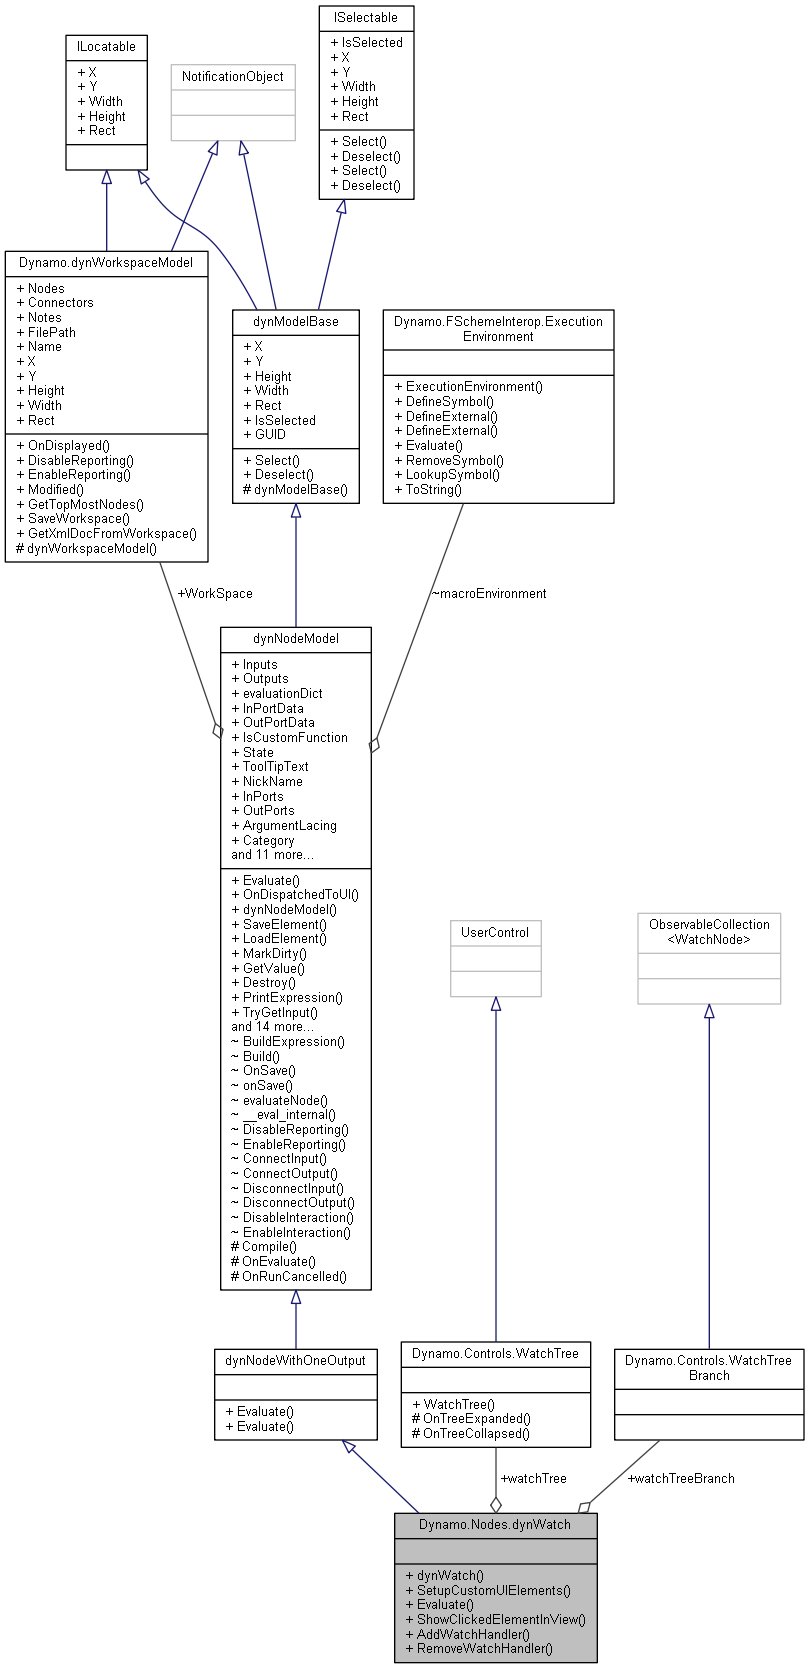 ISelectable
+ IsSelected
+ X
+ Y
+ Width
+ Height
+ Rect
+ Select()
+ Deselect()
+ Select()
+ Deselect()
ILocatable
+ X
+ Y
+ Width
+ Height
+ Rect
NotificationObject
Dynamo.dynWorkspaceModel
+ Nodes
+ Connectors
+ Notes
+ FilePath
+ Name
+ X
+ Y
+ Height
+ Width
+ Rect
+ OnDisplayed()
+ DisableReporting()
+ EnableReporting()
+ Modified()
+ GetTopMostNodes()
+ SaveWorkspace()
+ GetXmlDocFromWorkspace()
# dynWorkspaceModel()
dynModelBase
+ X
+ Y
+ Height
+ Width
+ Rect
+ IsSelected
+ GUID
+ Select()
+ Deselect()
# dynModelBase()
Dynamo.FSchemeInterop.Execution
Environment
+ ExecutionEnvironment()
+ DefineSymbol()
+ DefineExternal()
+ DefineExternal()
+ Evaluate()
+ RemoveSymbol()
+ LookupSymbol()
+ ToString()
+WorkSpace
~macroEnvironment
dynNodeModel
+ Inputs
+ Outputs
+ evaluationDict
+ InPortData
+ OutPortData
+ IsCustomFunction
+ State
+ ToolTipText
+ NickName
+ InPorts
+ OutPorts
+ ArgumentLacing
+ Category
and 11 more...
+ Evaluate()
+ OnDispatchedToUI()
+ dynNodeModel()
+ SaveElement()
+ LoadElement()
+ MarkDirty()
+ GetValue()
+ Destroy()
+ PrintExpression()
+ TryGetInput()
and 14 more...
~ BuildExpression()
~ Build()
~ OnSave()
~ onSave()
~ evaluateNode()
~ __eval_internal()
~ DisableReporting()
~ EnableReporting()
~ ConnectInput()
~ ConnectOutput()
~ DisconnectInput()
~ DisconnectOutput()
~ DisableInteraction()
~ EnableInteraction()
# Compile()
# OnEvaluate()
# OnRunCancelled()
UserControl
ObservableCollection
<WatchNode>
dynNodeWithOneOutput
+ Evaluate()
+ Evaluate()
Dynamo.Controls.WatchTree
+ WatchTree()
# OnTreeExpanded()
# OnTreeCollapsed()
Dynamo.Controls.WatchTree
Branch
+watchTree
+watchTreeBranch
Dynamo.Nodes.dynWatch
+ dynWatch()
+ SetupCustomUIElements()
+ Evaluate()
+ ShowClickedElementInView()
+ AddWatchHandler()
+ RemoveWatchHandler()